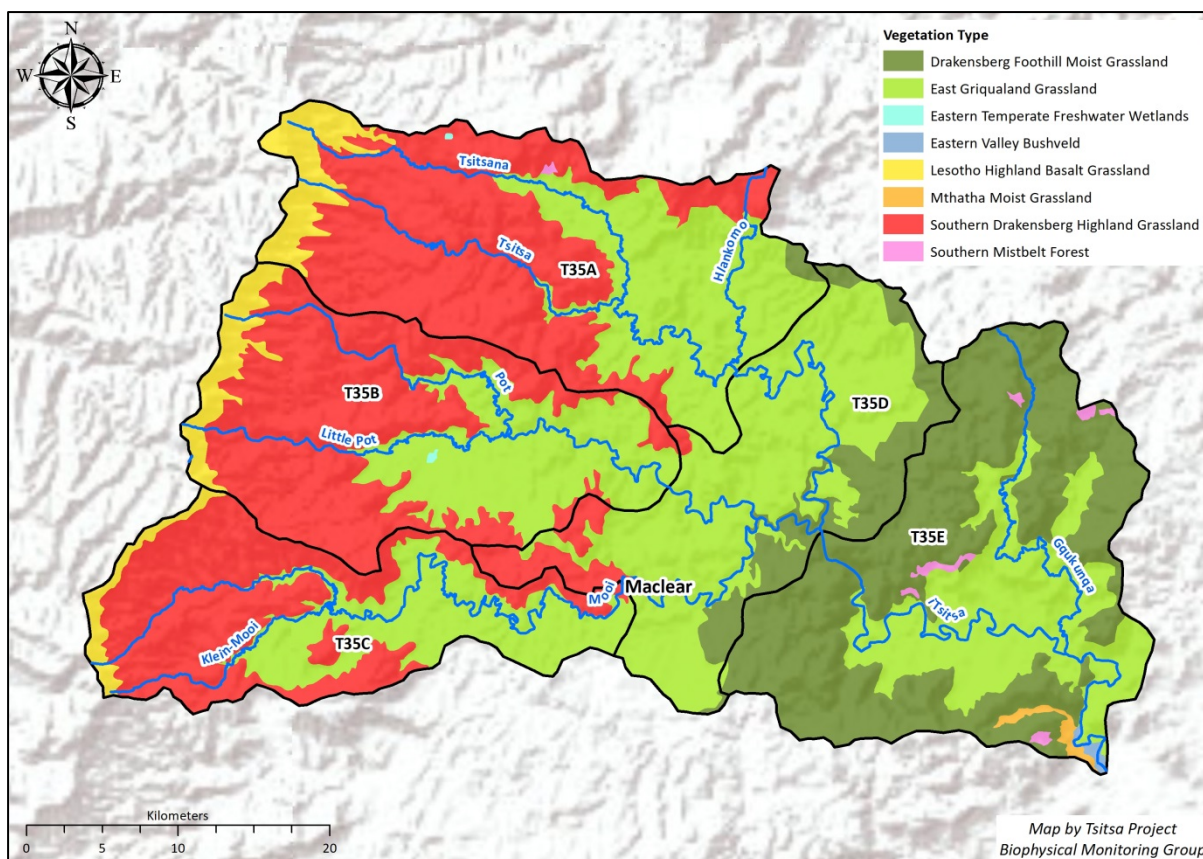 N
W E
S
Vegetation Type
Drakensberg Foothill Moist Grassland
East Griqualand Grassland
Eastern Temperate Freshwater Wetlands
Eastern Valley Bushveld
Lesotho Highland Basalt Grassland
Mthatha Moist Grassland
Southern Drakensberg Highland Grassland
Southern Mistbelt Forest
Tsitsana
Hlankomo
Tsitsa
T35A
Pot
T35B
T35D
Little Pot
T35E
Gqukunqa
Mooi
Maclear
iTsitsa
T35C
Klein-Mooi
Kilometers
0 5 10 20
Map by Tsitsa Project
Biophysical Monitoring Group